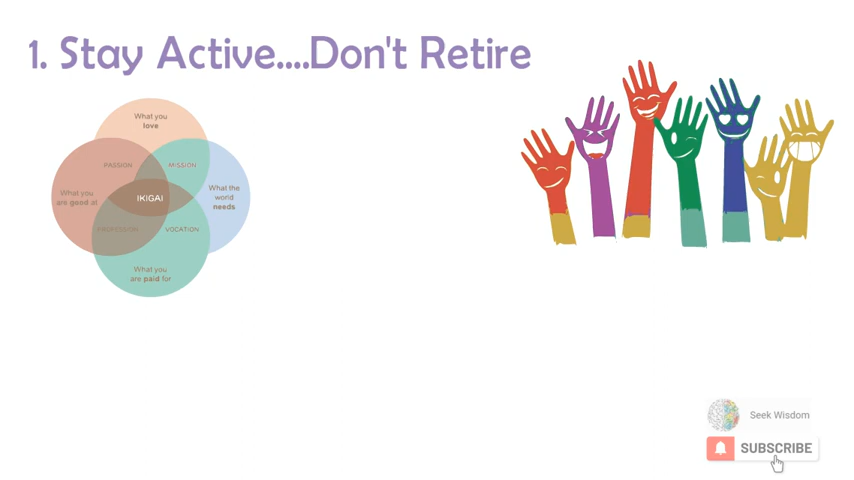 1. Stay Active....Don't Retire
What you
love
PASSION
MISSION
What you
are good at
IKIGAI
What the
world
needs
PROFESSION
VOCATION
What you
are paid for
Seek Wisdom
SUBSCRIBE